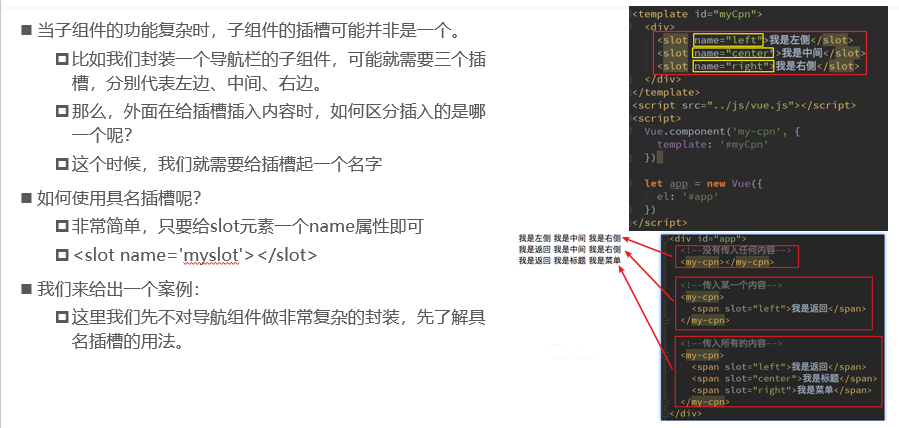 当子组件的功能复杂时，子组件的插槽可能并非是一个。
比如我们封装一个导航栏的子组件，可能就需要三个插
槽，分别代表左边、中间、右边。
那么，外面在给插槽插入内容时，如何区分插入的是哪
一个呢？
这个时候，我们就需要给插槽起一个名字
如何使用具名插槽呢？
非常简单，只要给slot元素一个name属性即可
<slot name='myslot'></slot>
我们来给出一个案例：
这里我们先不对导航组件做非常复杂的封装，先了解具
名插槽的用法。
<template id="myCpn">
<div>
<slot name="left">我是左侧</slot>
<slot name="center">我是中间</slot>
<slot name="right">我是右侧</slot>
</div>
</template>
<script src="../js/vue.js"></script>
<script>
Vue.component('my-cpn', {
template: '#myCpn'
})
let app = new Vue({
el: '#app'
})
</script>
我是左侧 我是中间 我是右侧
我是返回 我是中间 我是右侧
我是返回 我是标题 我是菜单
<div id="app">
<!--没有传入任何内容-->
<my-cpn></my-cpn>
<!--传入某一个内容-->
<my-cpn>
<span slot="left">我是返回</span>
</my-cpn>
<!--传入所有的内容-->
<my-cpn>
<span slot="left">我是返回</span>
<span slot="center">我是标题</span>
<span slot="right">我是菜单</span>
</my-cpn>
</div>